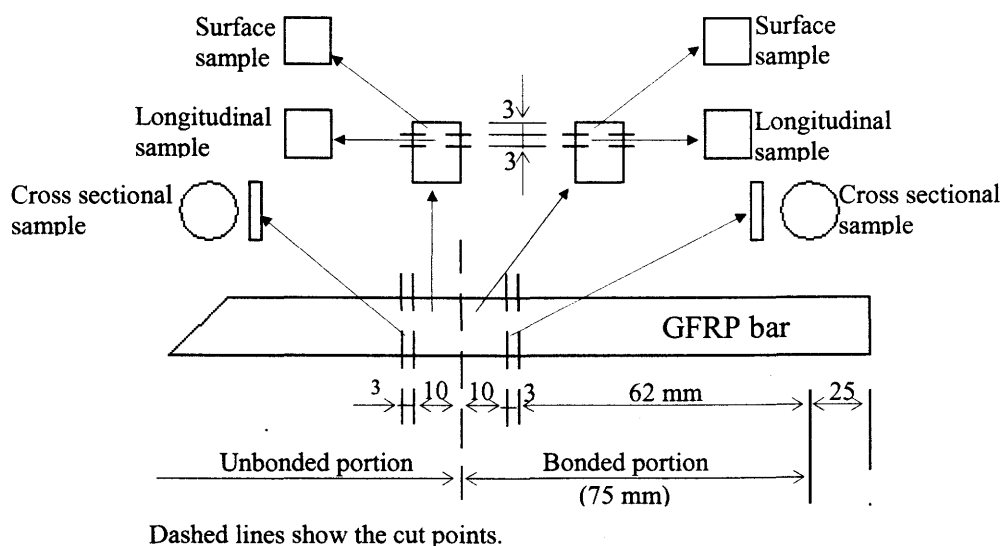 Surface
sample
Surface
sample
3
Longitudinal
sample
Longitudinal
sample
3
Cross sectional
sample
Cross sectional
sample
GFRP bar
3
10
10
3
62 mm
25
Unbonded portion
Bonded portion
(75 mm)
Dashed lines show the cut points.